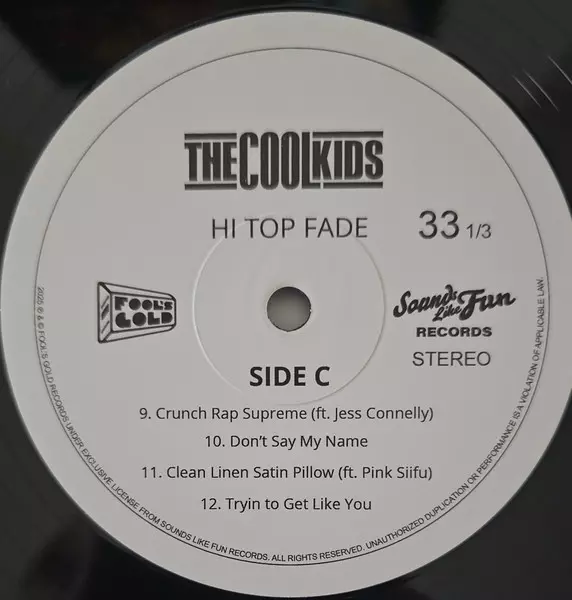 THE COOL KIDS
HI TOP FADE
33 1/3
FOOL'S
GOLD
Sounds
Like Fun
RECORDS
STEREO
SIDE C
9. Crunch Rap Supreme (ft. Jess Connelly)
10. Don't Say My Name
11. Clean Linen Satin Pillow (ft. Pink Siifu)
12. Tryin to Get Like You
2025 ℗ & © FOOL'S GOLD RECORDS UNDER EXCLUSIVE LICENSE FROM SOUNDS LIKE FUN RECORDS. ALL RIGHTS RESERVED. UNAUTHORIZED DUPLICATION OR PERFORMANCE IS A VIOLATION OF APPLICABLE LAW.